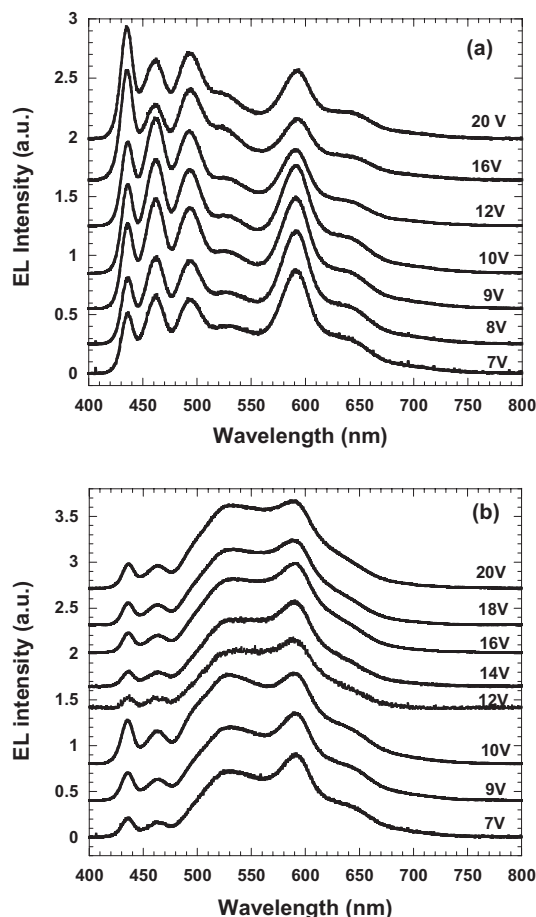 (a)
EL Intensity (a.u.)
3
2.5
2
1.5
1
0.5
0
20 V
16V
12V
10V
9V
8V
7V
400 450 500 550 600 650 700 750 800
Wavelength (nm)
(b)
EL intensity (a.u.)
3.5
3
2.5
2
1.5
1
0.5
0
20V
18V
16V
14V
12V
10V
9V
7V
400 450 500 550 600 650 700 750 800
Wavelength (nm)